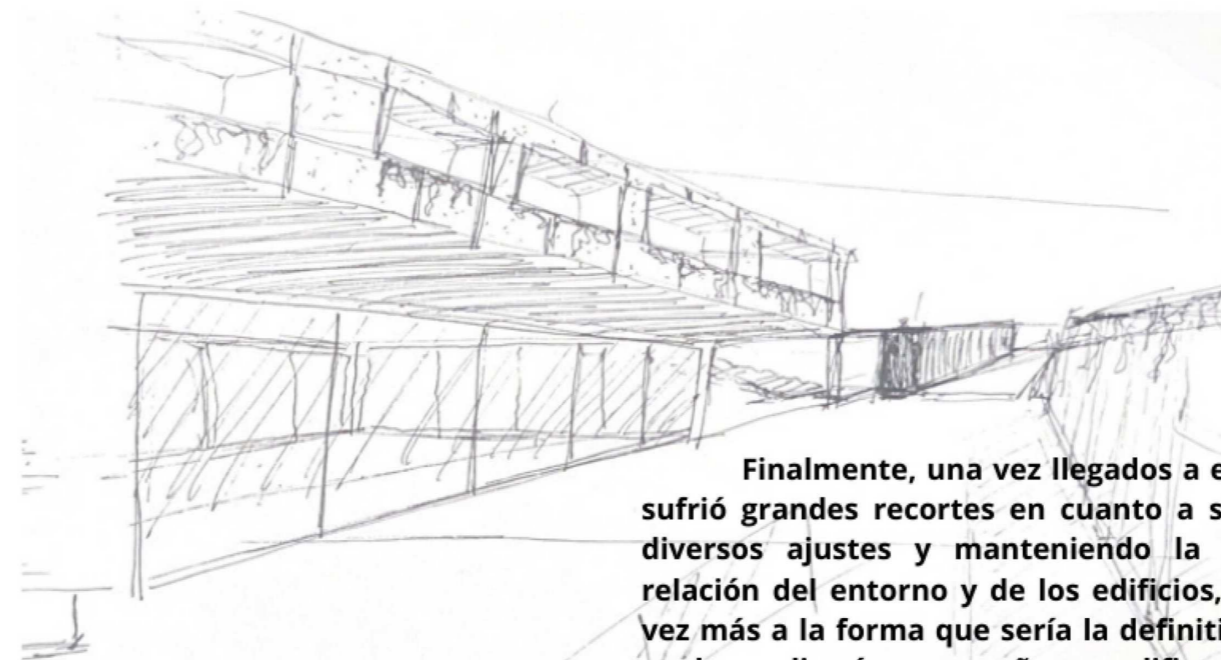 Finalmente, una vez llegados a e
sufrió grandes recortes en cuanto a s
diversos ajustes y manteniendo la
relación del entorno y de los edificios,
vez más a la forma que sería la definiti